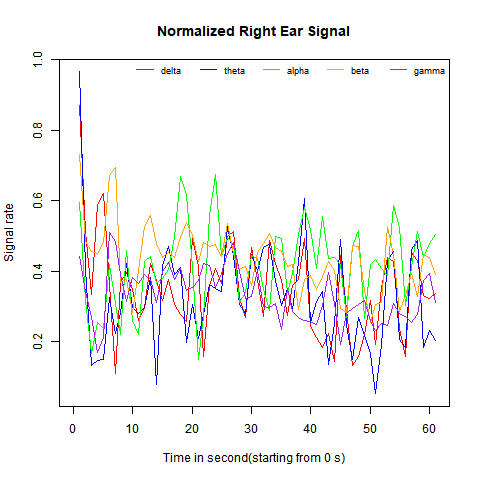 Normalized Right Ear Signal
delta theta alpha beta gamma
1.0
0.8
0.6
0.4
0.2
Signal rate
0 10 20 30 40 50 60
Time in second(starting from 0 s)